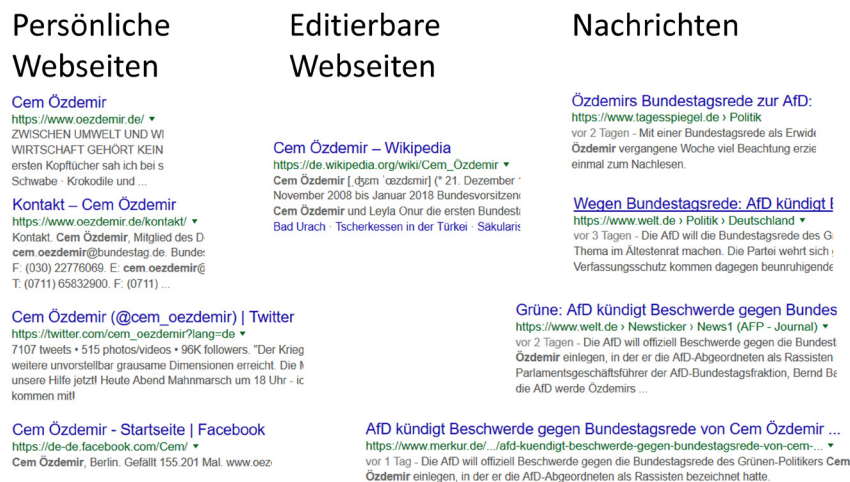 Persönliche
Webseiten
Cem Özdemir
https://www.oezdemir.de/
ZWISCHEN UMWELT UND WI
WIRTSCHAFT GEHÖRT KEIN
ersten Kopftücher sah ich bei s
Schwabe · Krokodile und ...
Kontakt – Cem Özdemir
https://www.oezdemir.de/kontakt/
Kontakt. Cem Özdemir, Mitglied des D
cem.oezdemir@bundestag.de. Bundes
F: (030) 22776069. E: cem.oezdemir@
T: (0711) 65832900. F: (0711) ...
Cem Özdemir (@cem_oezdemir) | Twitter
https://twitter.com/cem_oezdemir?lang=de
7107 tweets • 515 photos/videos • 96K followers. "Der Krieg
weitere unvorstellbar grausame Dimensionen erreicht. Die M
unsere Hilfe jetzt! Heute Abend Mahnmarsch um 18 Uhr - ic
kommen mit!
Cem Özdemir - Startseite | Facebook
https://de-de.facebook.com/Cem/
Cem Özdemir, Berlin. Gefällt 155.201 Mal. www.oez
Editierbare
Webseiten
Cem Özdemir – Wikipedia
https://de.wikipedia.org/wiki/Cem_Özdemir
Cem Özdemir [ˌdʒɛm ˈœzdɛmir] (* 21. Dezember
November 2008 bis Januar 2018 Bundesvorsitzen
Cem Özdemir und Leyla Onur die ersten Bundest
Bad Urach · Tscherkessen in der Türkei · Säkularis
Nachrichten
Özdemirs Bundestagsrede zur AfD:
https://www.tagesspiegel.de › Politik
vor 2 Tagen - Mit einer Bundestagsrede als Erwide
Özdemir vergangene Woche viel Beachtung erzie
einmal zum Nachlesen.
Wegen Bundestagsrede: AfD kündigt
https://www.welt.de › Politik › Deutschland
vor 3 Tagen - Die AfD will die Bundestagsrede des G
Thema im Ältestenrat machen. Die Partei wehrt sich
Verfassungsschutz kommen dagegen beunruhigende
Grüne: AfD kündigt Beschwerde gegen Bundes
https://www.welt.de › Newsticker › News1 (AFP - Journal)
vor 2 Tagen - Die AfD will offiziell Beschwerde gegen die Bundest
Özdemir einlegen, in der er die AfD-Abgeordneten als Rassisten
Parlamentsgeschäftsführer der AfD-Bundestagsfraktion, Bernd Ba
die AfD werde Özdemirs ...
AfD kündigt Beschwerde gegen Bundestagsrede von Cem Özdemir ...
https://www.merkur.de/.../afd-kuendigt-beschwerde-gegen-bundestagsrede-von-cem-...
vor 1 Tag - Die AfD will offiziell Beschwerde gegen die Bundestagsrede des Grünen-Politikers Cem
Özdemir einlegen, in der er die AfD-Abgeordneten als Rassisten bezeichnet hatte.